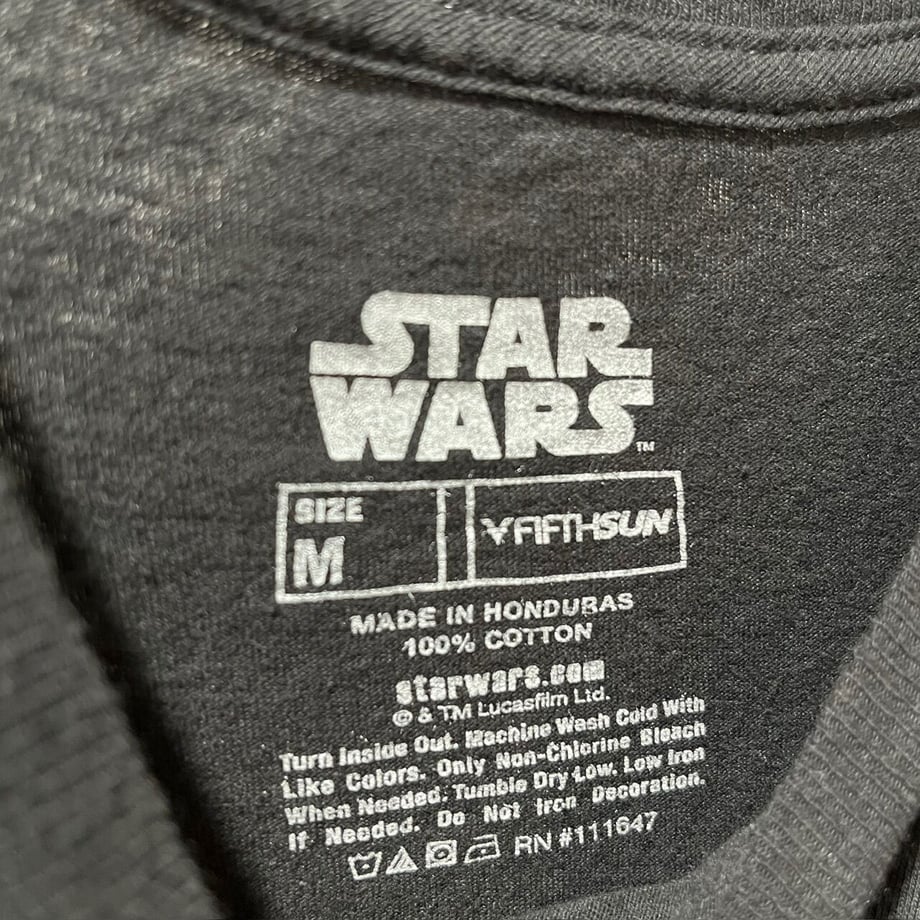 STAR
WARS™
SIZE
M
FIFTHSUN
MADE IN HONDURAS
100% COTTON
starwars.com
© & TM Lucasfilm Ltd.
Turn Inside Out. Machine Wash Cold With
Like Colors. Only Non-Chlorine Bleach
When Needed. Tumble Dry Low. Low Iron
If Needed. Do Not Iron Decoration.
RN #111647